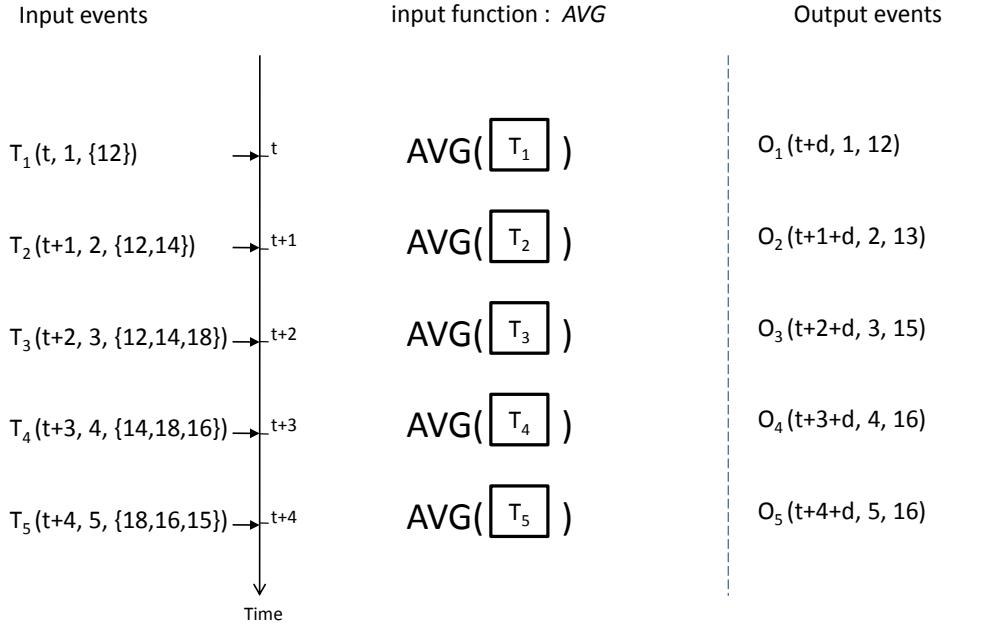 Input events
input function : AVG
Output events
T₁(t, 1, {12})
t
AVG( T₁ )
O₁(t+d, 1, 12)
T₂(t+1, 2, {12,14})
t+1
AVG( T₂ )
O₂(t+1+d, 2, 13)
T₃(t+2, 3, {12,14,18})
t+2
AVG( T₃ )
O₃(t+2+d, 3, 15)
T₄(t+3, 4, {14,18,16})
t+3
AVG( T₄ )
O₄(t+3+d, 4, 16)
T₅(t+4, 5, {18,16,15})
t+4
AVG( T₅ )
O₅(t+4+d, 5, 16)
Time